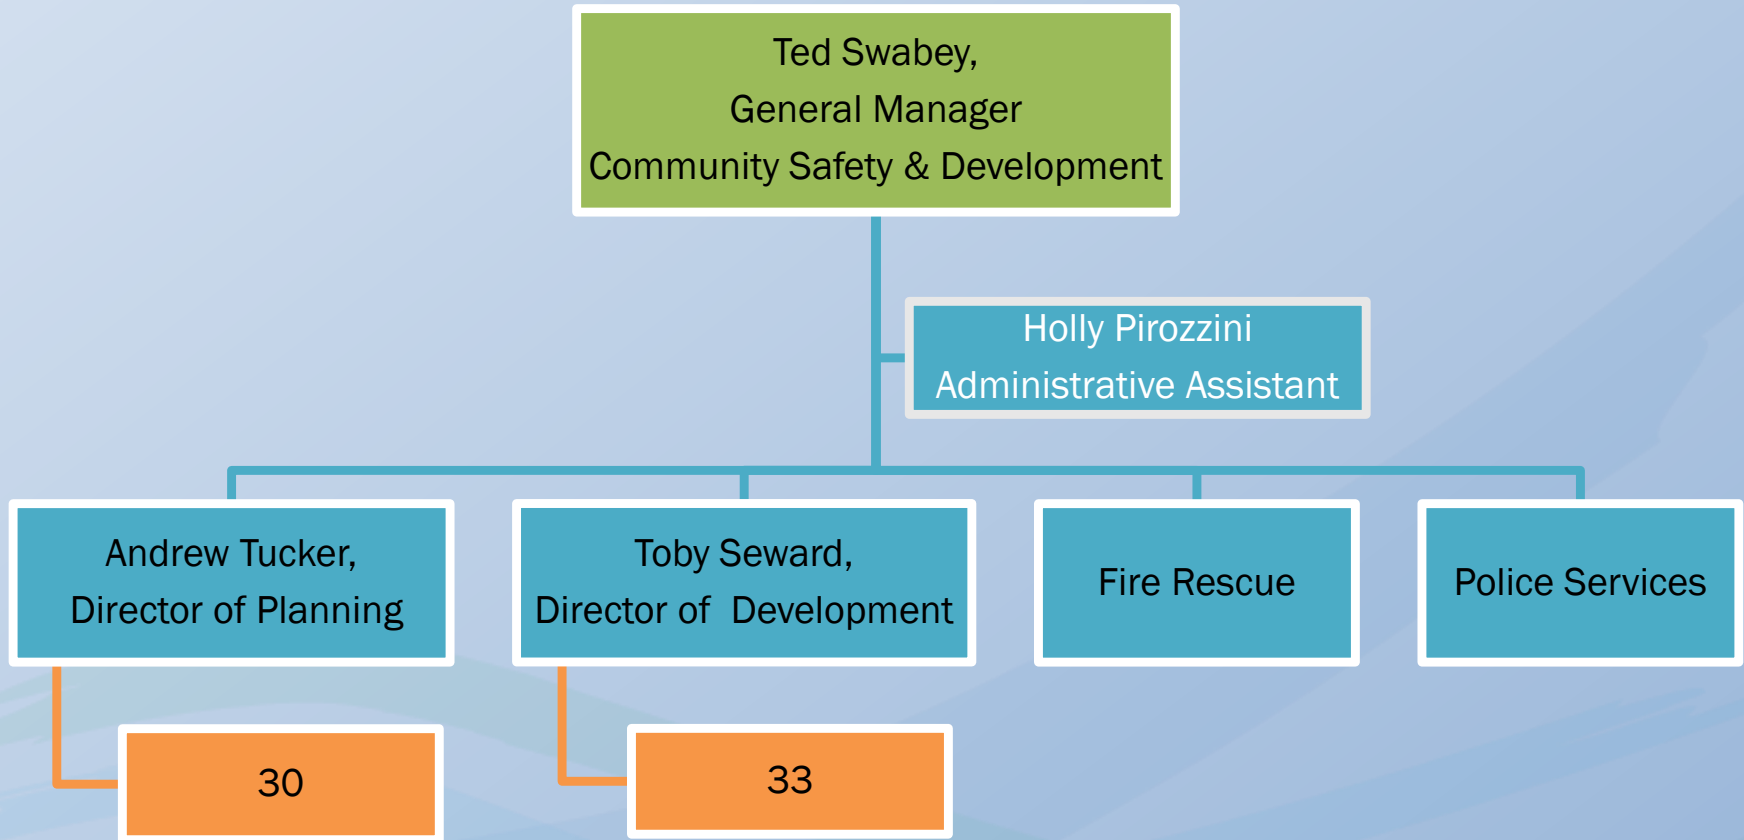 Ted Swabey,
General Manager
Community Safety & Development
Holly Pirozzini
Administrative Assistant
Andrew Tucker,
Director of Planning
Toby Seward,
Director of  Development
Fire Rescue
Police Services
30
33